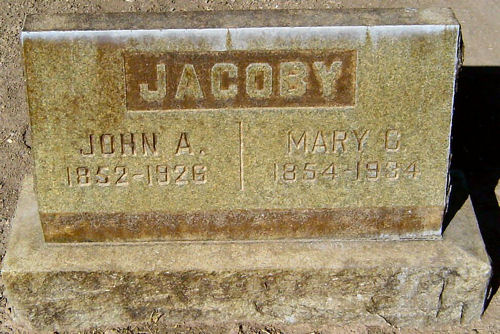 JACOBY
JOHN A.
1852-1926
MARY C.
1854-1934